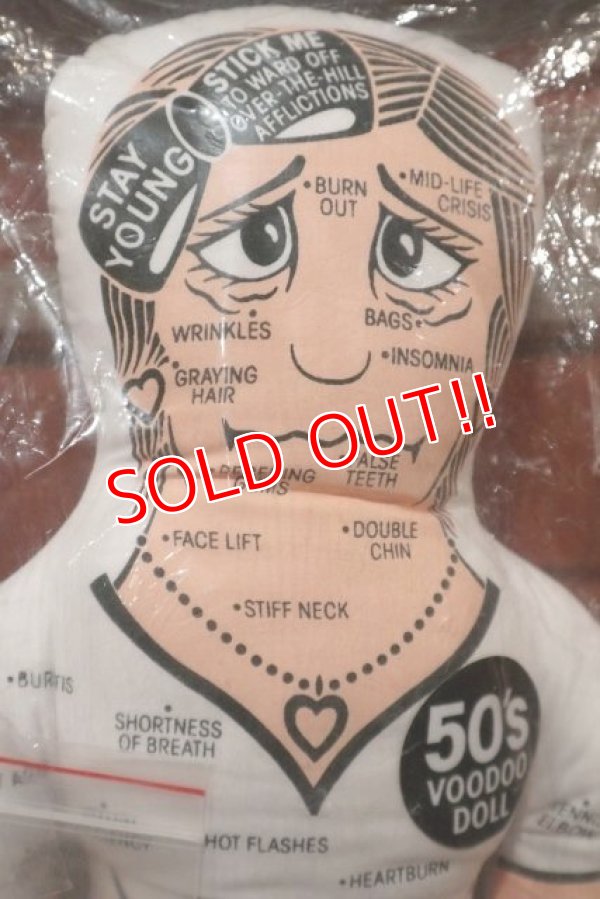 STICK ME
TO WARD OFF
OVER-THE-HILL
AFFLICTIONS
STAY
YOUNG
•BURN
OUT
•MID-LIFE
CRISIS
WRINKLES
BAGS•
•INSOMNIA
GRAYING
HAIR
SOLD OUT!!
TEETH
•FACE LIFT
•DOUBLE
CHIN
•STIFF NECK
SHORTNESS
OF BREATH
50's
VOODOO
DOLL
HOT FLASHES
•HEARTBURN